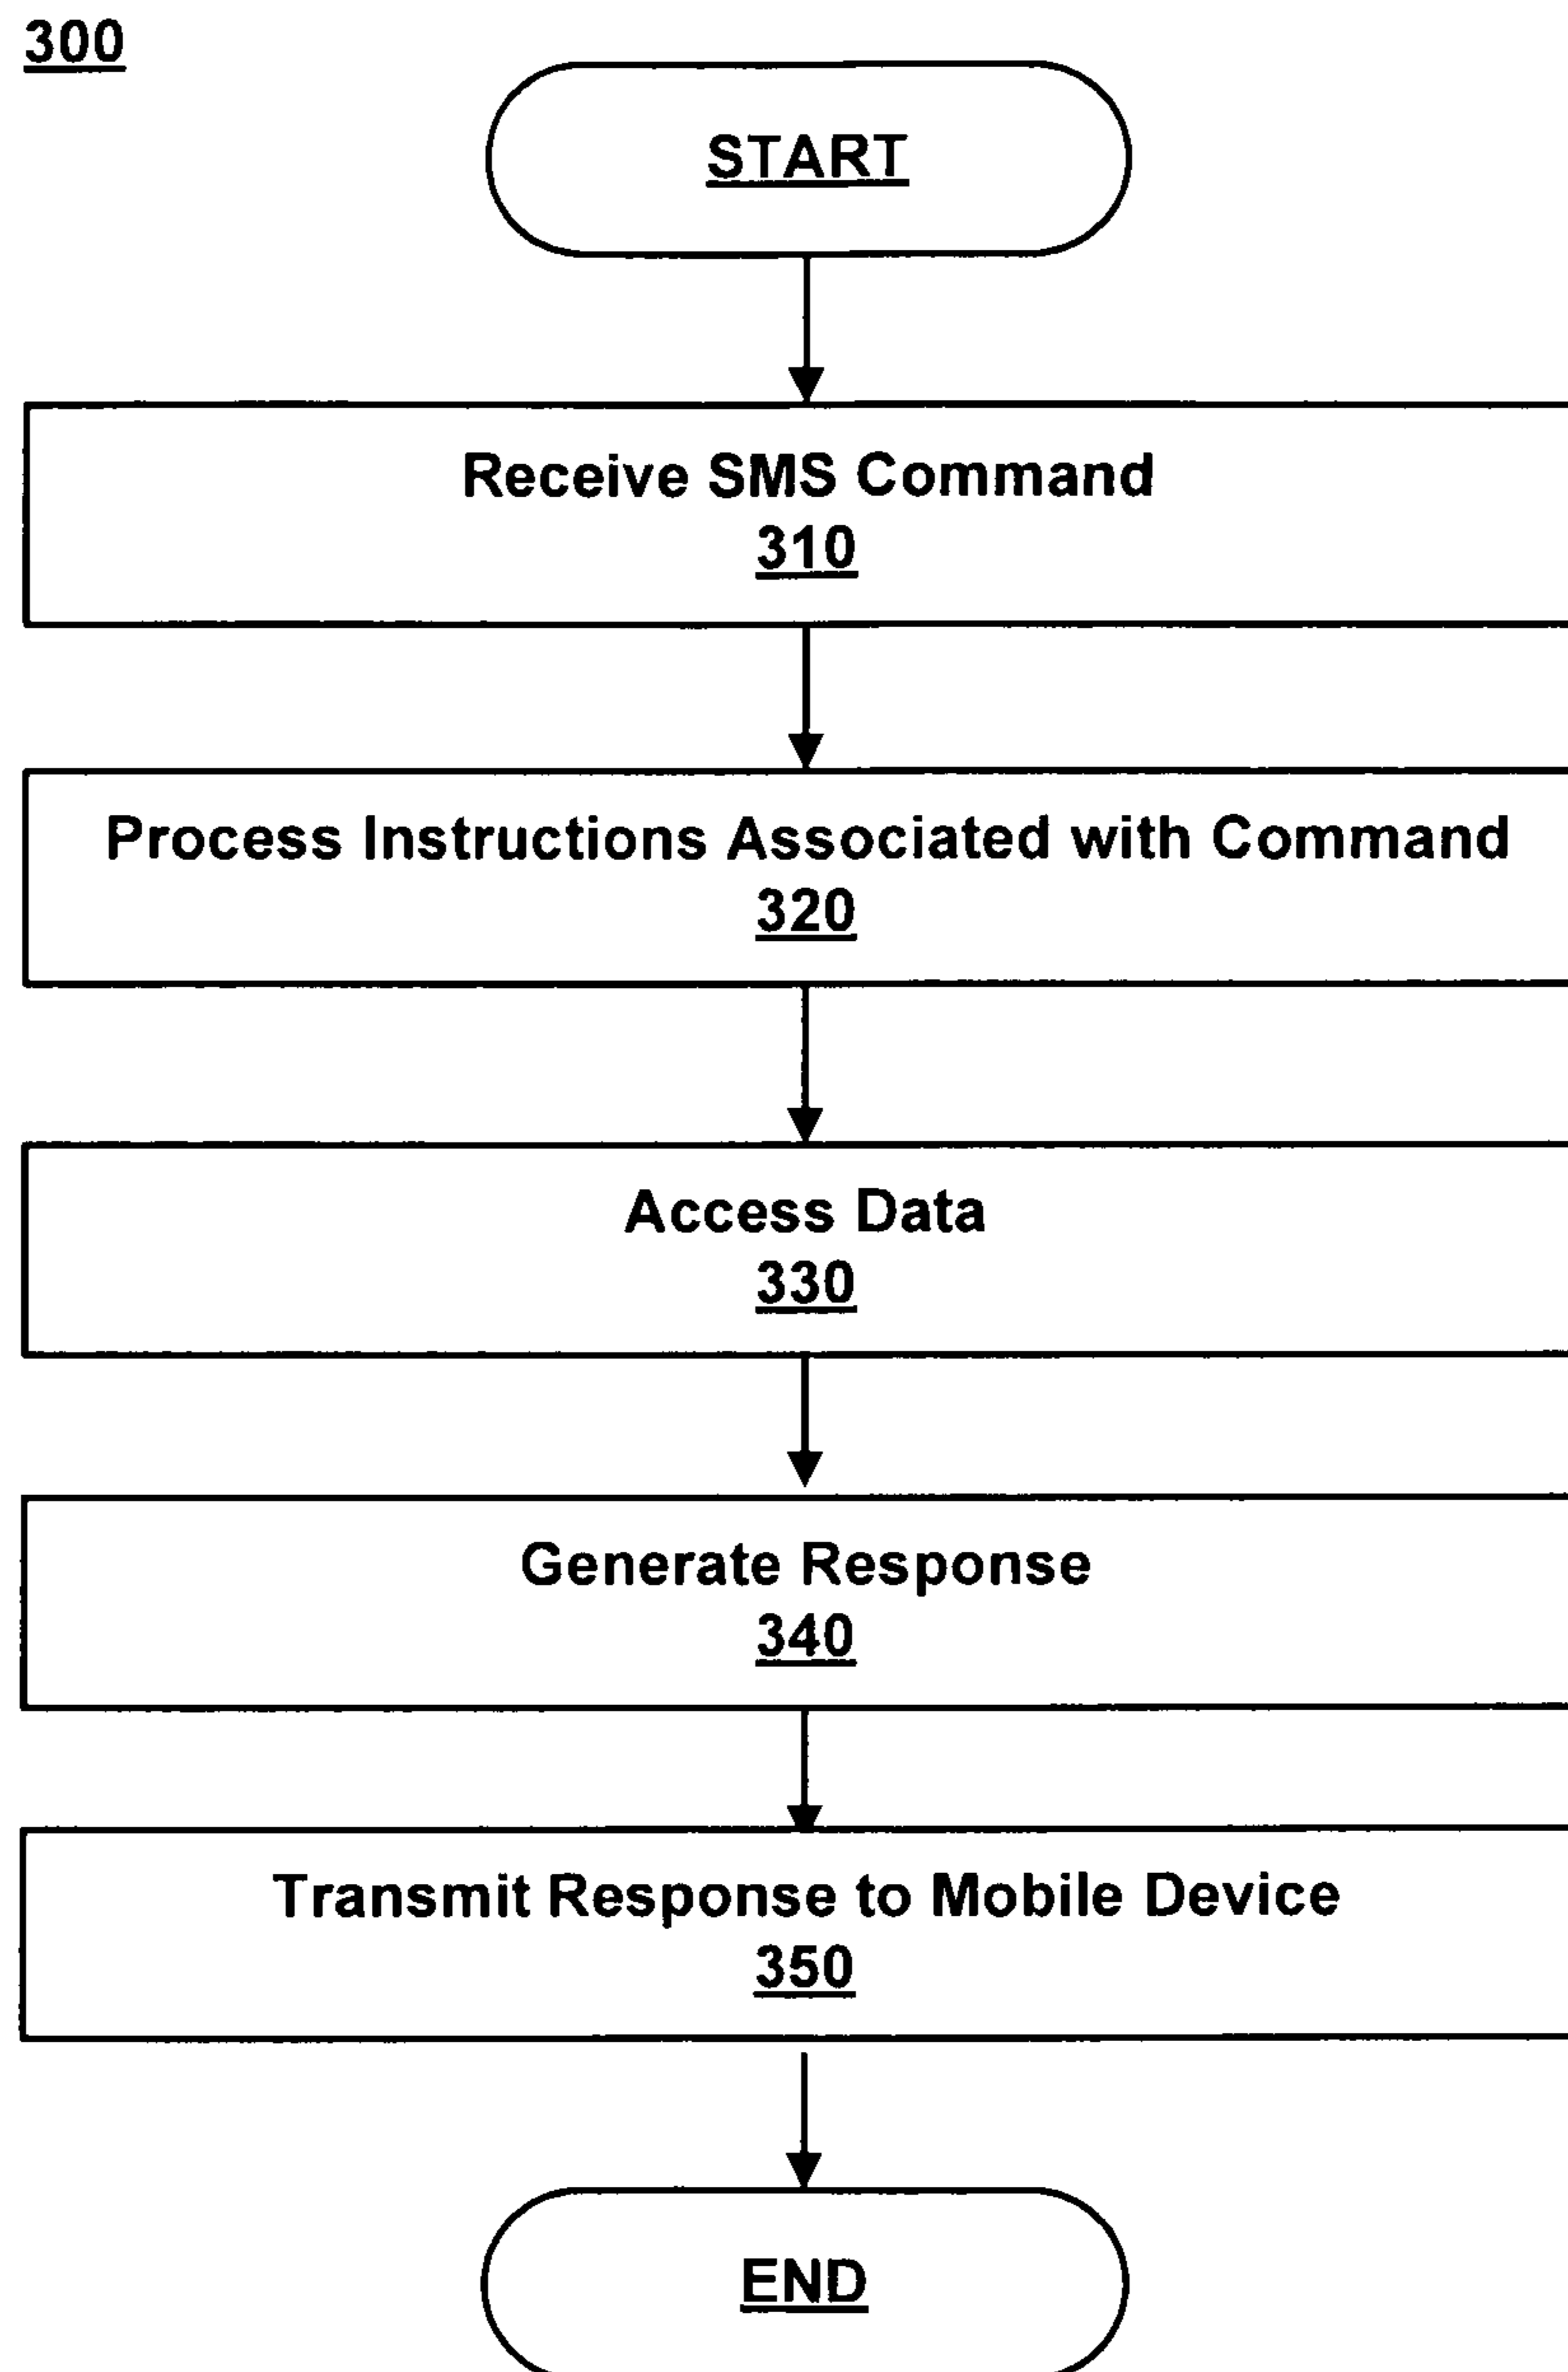 300
START
Receive SMS Command
310
Process Instructions Associated with Command
320
Access Data
330
Generate Response
340
Transmit Response to Mobile Device
350
END